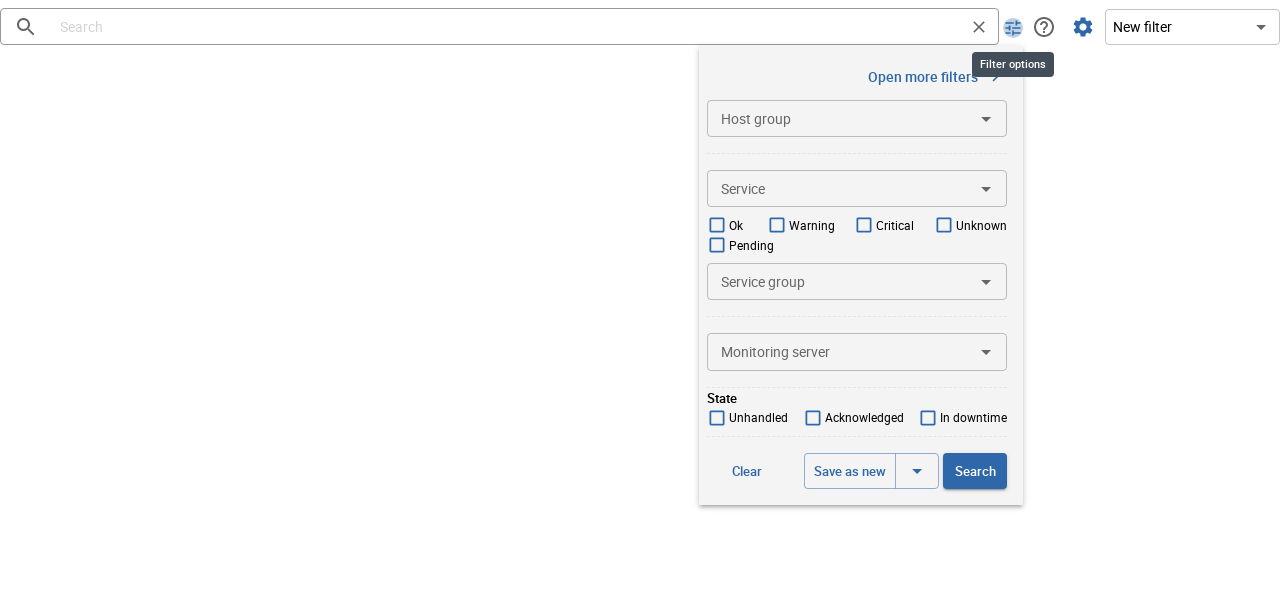 Search
New filter
Filter options
Open more filters
Host group
Service
Ok Warning Critical Unknown
Pending
Service group
Monitoring server
State
Unhandled Acknowledged In downtime
Clear Save as new Search